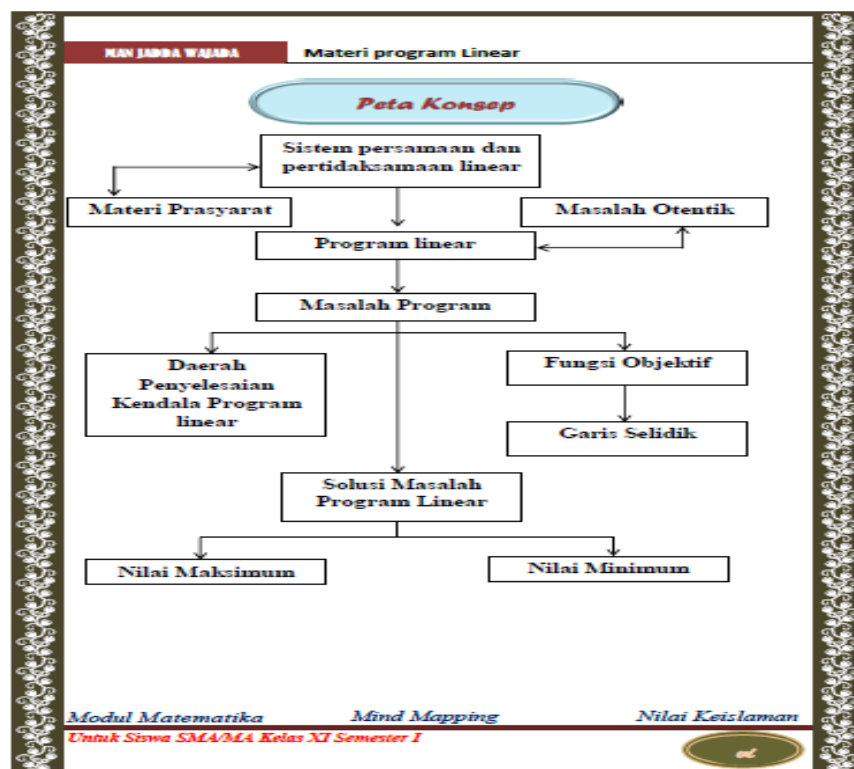 MAN JADDA WAJADA
Materi program Linear
Peta Konsep
Sistem persamaan dan
pertidaksamaan linear
Materi Prasyarat
Masalah Otentik
Program linear
Masalah Program
Daerah
Penyelesaian
Kendala Program
linear
Fungsi Objektif
Garis Selidik
Solusi Masalah
Program Linear
Nilai Maksimum
Nilai Minimum
Modul Matematika
Mind Mapping
Nilai Keislaman
Untuk Siswa SMA/MA Kelas XI Semester I